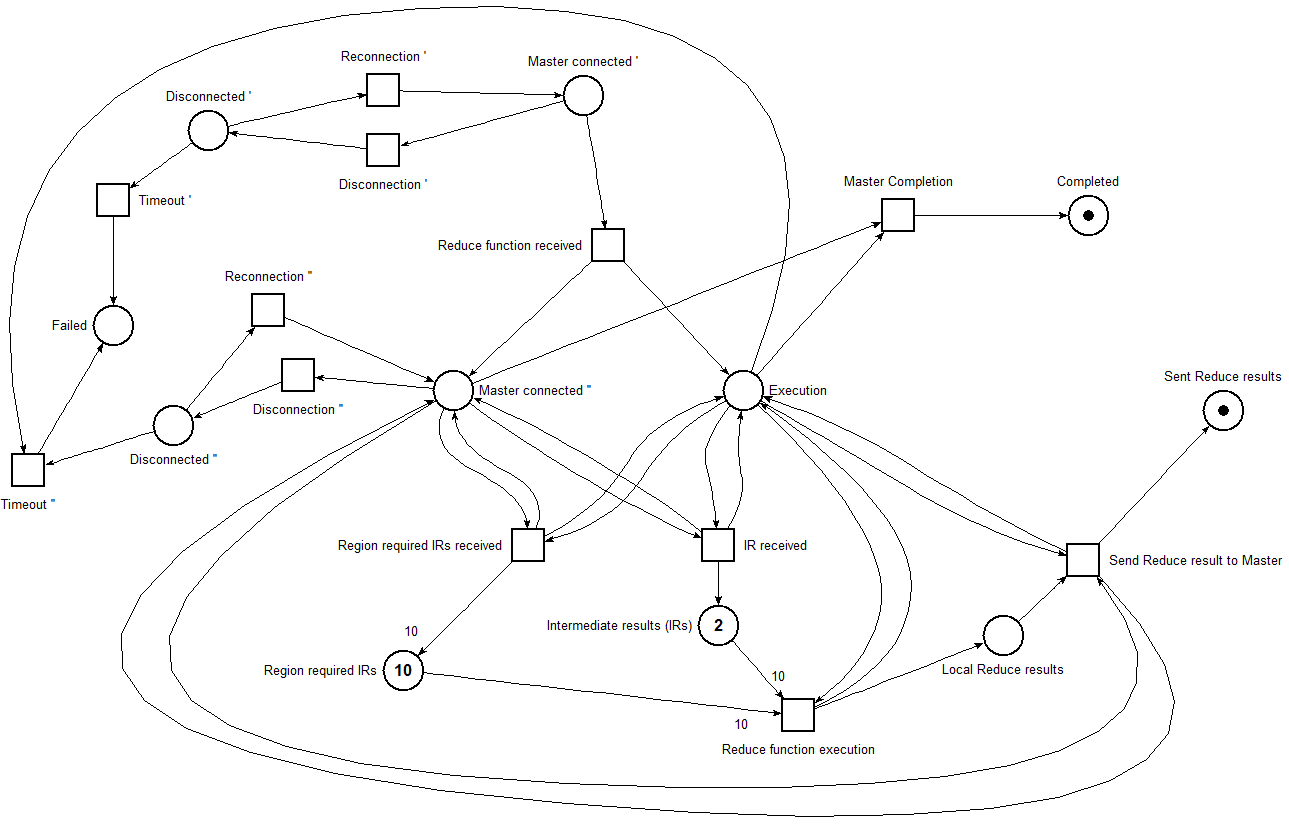 Reconnection '
Master connected '
Disconnected '
Disconnection '
Timeout '
Master Completion
Completed
Reduce function received
Reconnection "
Failed
Master connected "
Execution
Sent Reduce results
Disconnection "
Disconnected "
Timeout "
Region required IRs received
IR received
Send Reduce result to Master
10
Intermediate results (IRs)
2
Region required IRs
10
10
Local Reduce results
10
Reduce function execution